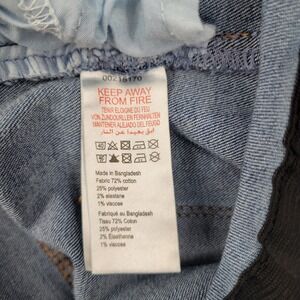 00218170
KEEP AWAY
FROM FIRE
TENIR ELOIGNE DU FEU
VON ZUNDQUELLEN FERNHALTEN
MANTENER ALEJADO DEL FUEGO
ابق بعيدا عن النار
Made in Bangladesh
Fabric 72% cotton
25% polyester
2% elastane
1% viscose
Fabriqué au Bangladesh
Tissu 72% Coton
25% polyester
2% Élasthanne
1% viscose